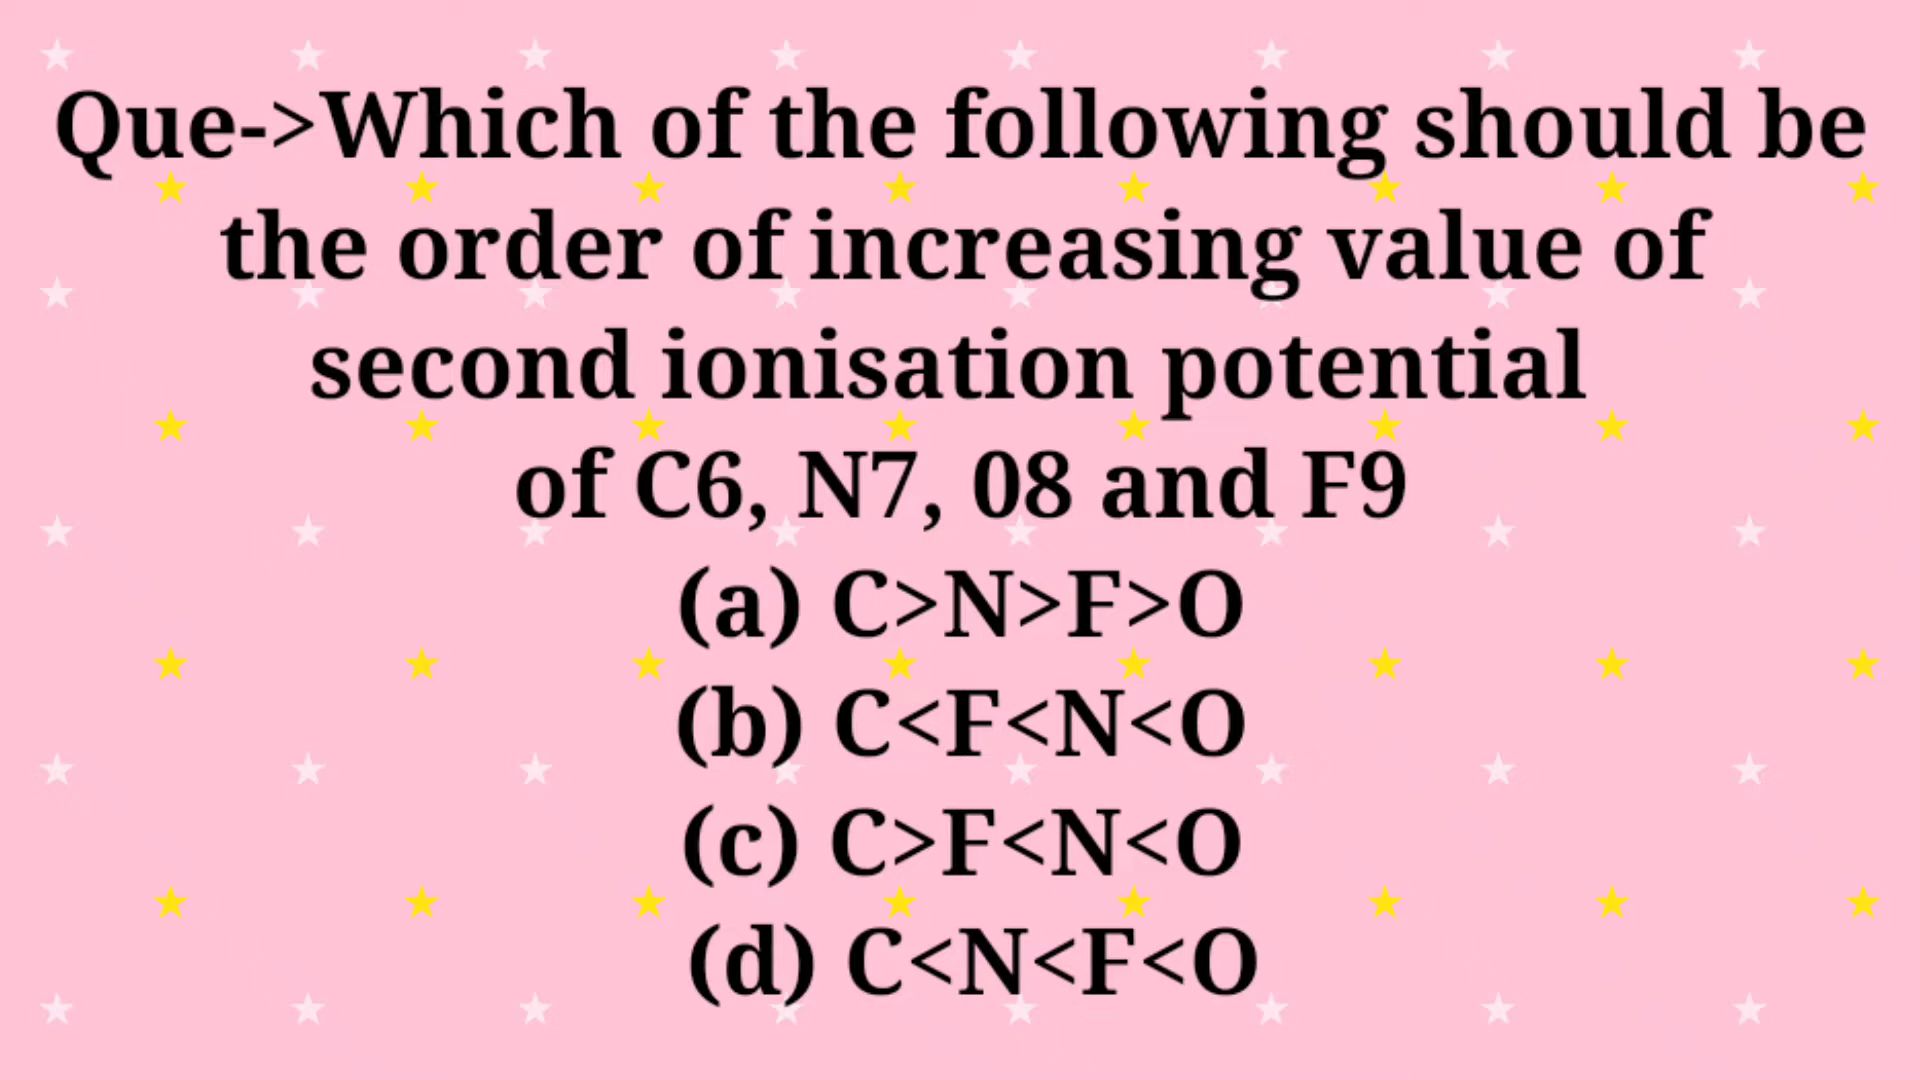 Que->Which of the following should be
the order of increasing value of
second ionisation potential
of C6, N7, 08 and F9
(a) C>N>F>O
(b) C<F<N<O
(c) C>F<N<O
(d) C<N<F<O